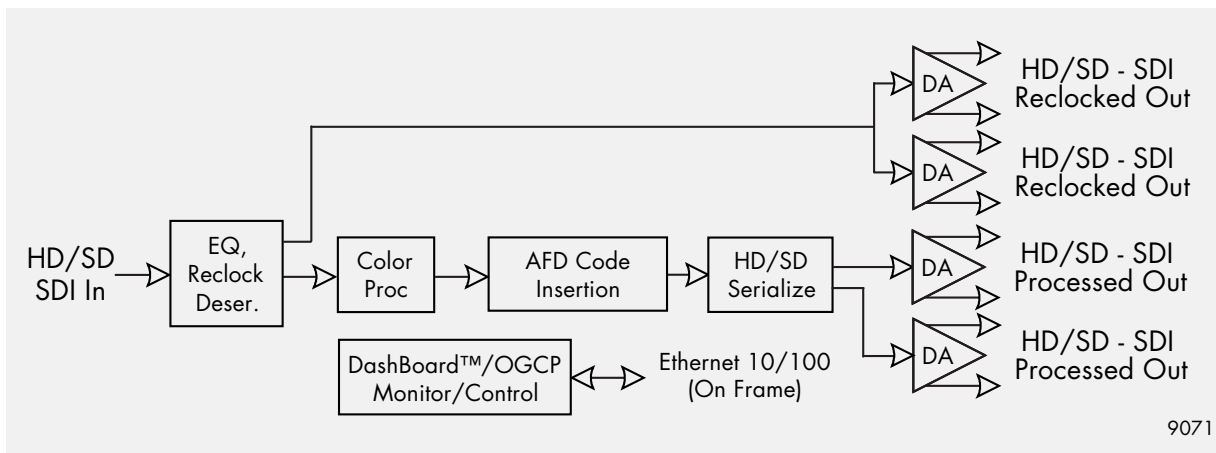 DA
HD/SD - SDI
Reclocked Out
DA
HD/SD - SDI
Reclocked Out
HD/SD
SDI In
EQ,
Reclock
Deser.
Color
Proc
AFD Code
Insertion
HD/SD
Serialize
DA
HD/SD - SDI
Processed Out
DA
HD/SD - SDI
Processed Out
DashBoard™/OGCP
Monitor/Control
Ethernet 10/100
(On Frame)
9071